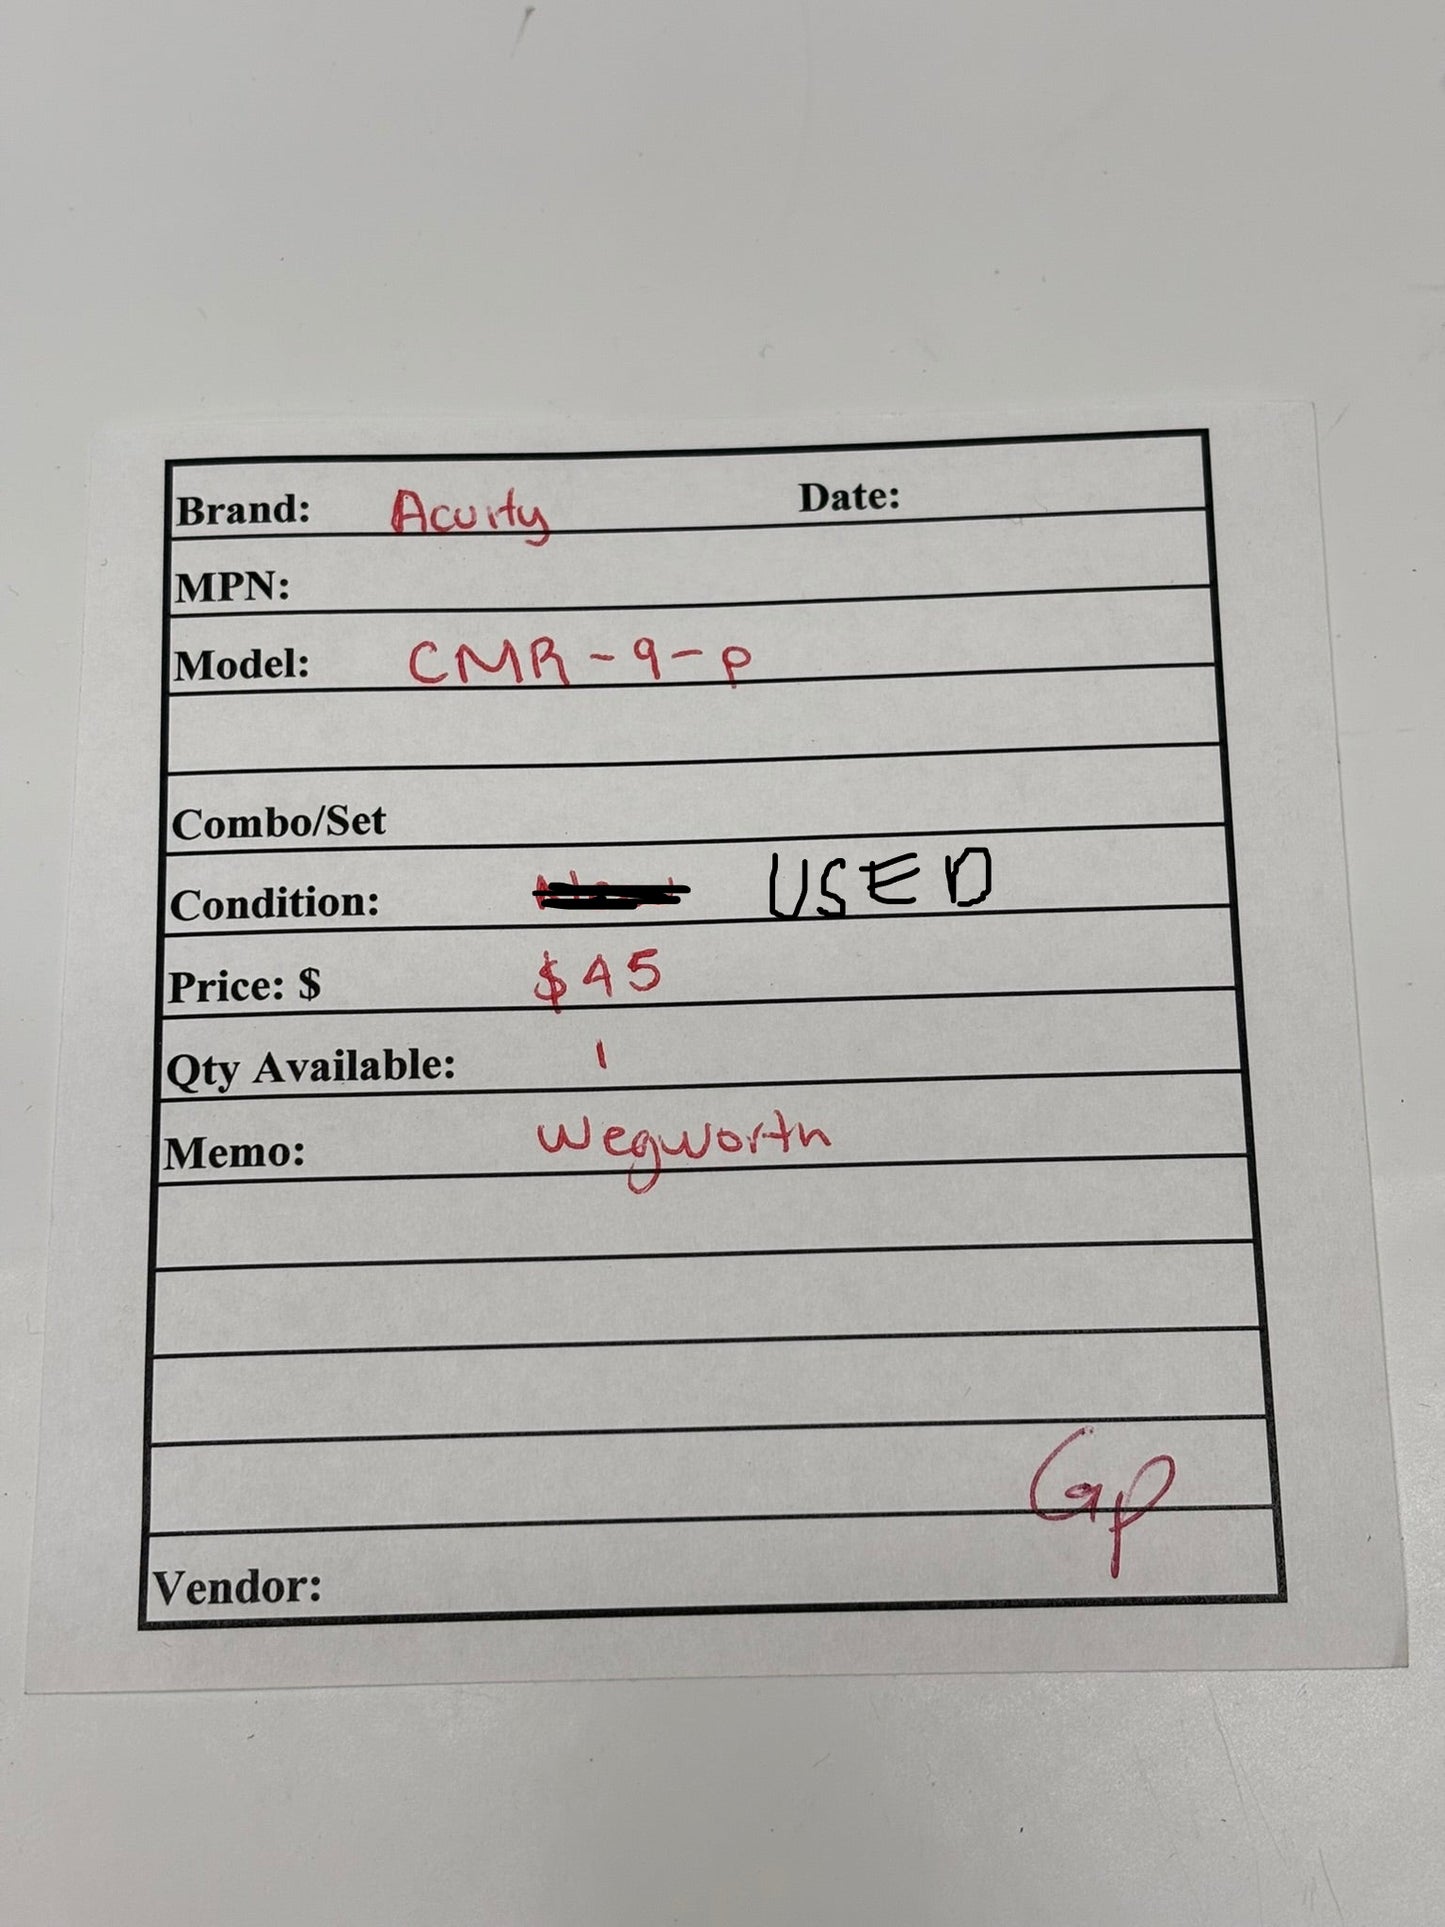 Brand: Acuity Date:
MPN:
Model: CMR-9-p
Combo/Set
Condition: USED
Price: $ $45
Qty Available: 1
Memo: Wegworth
Gp
Vendor: